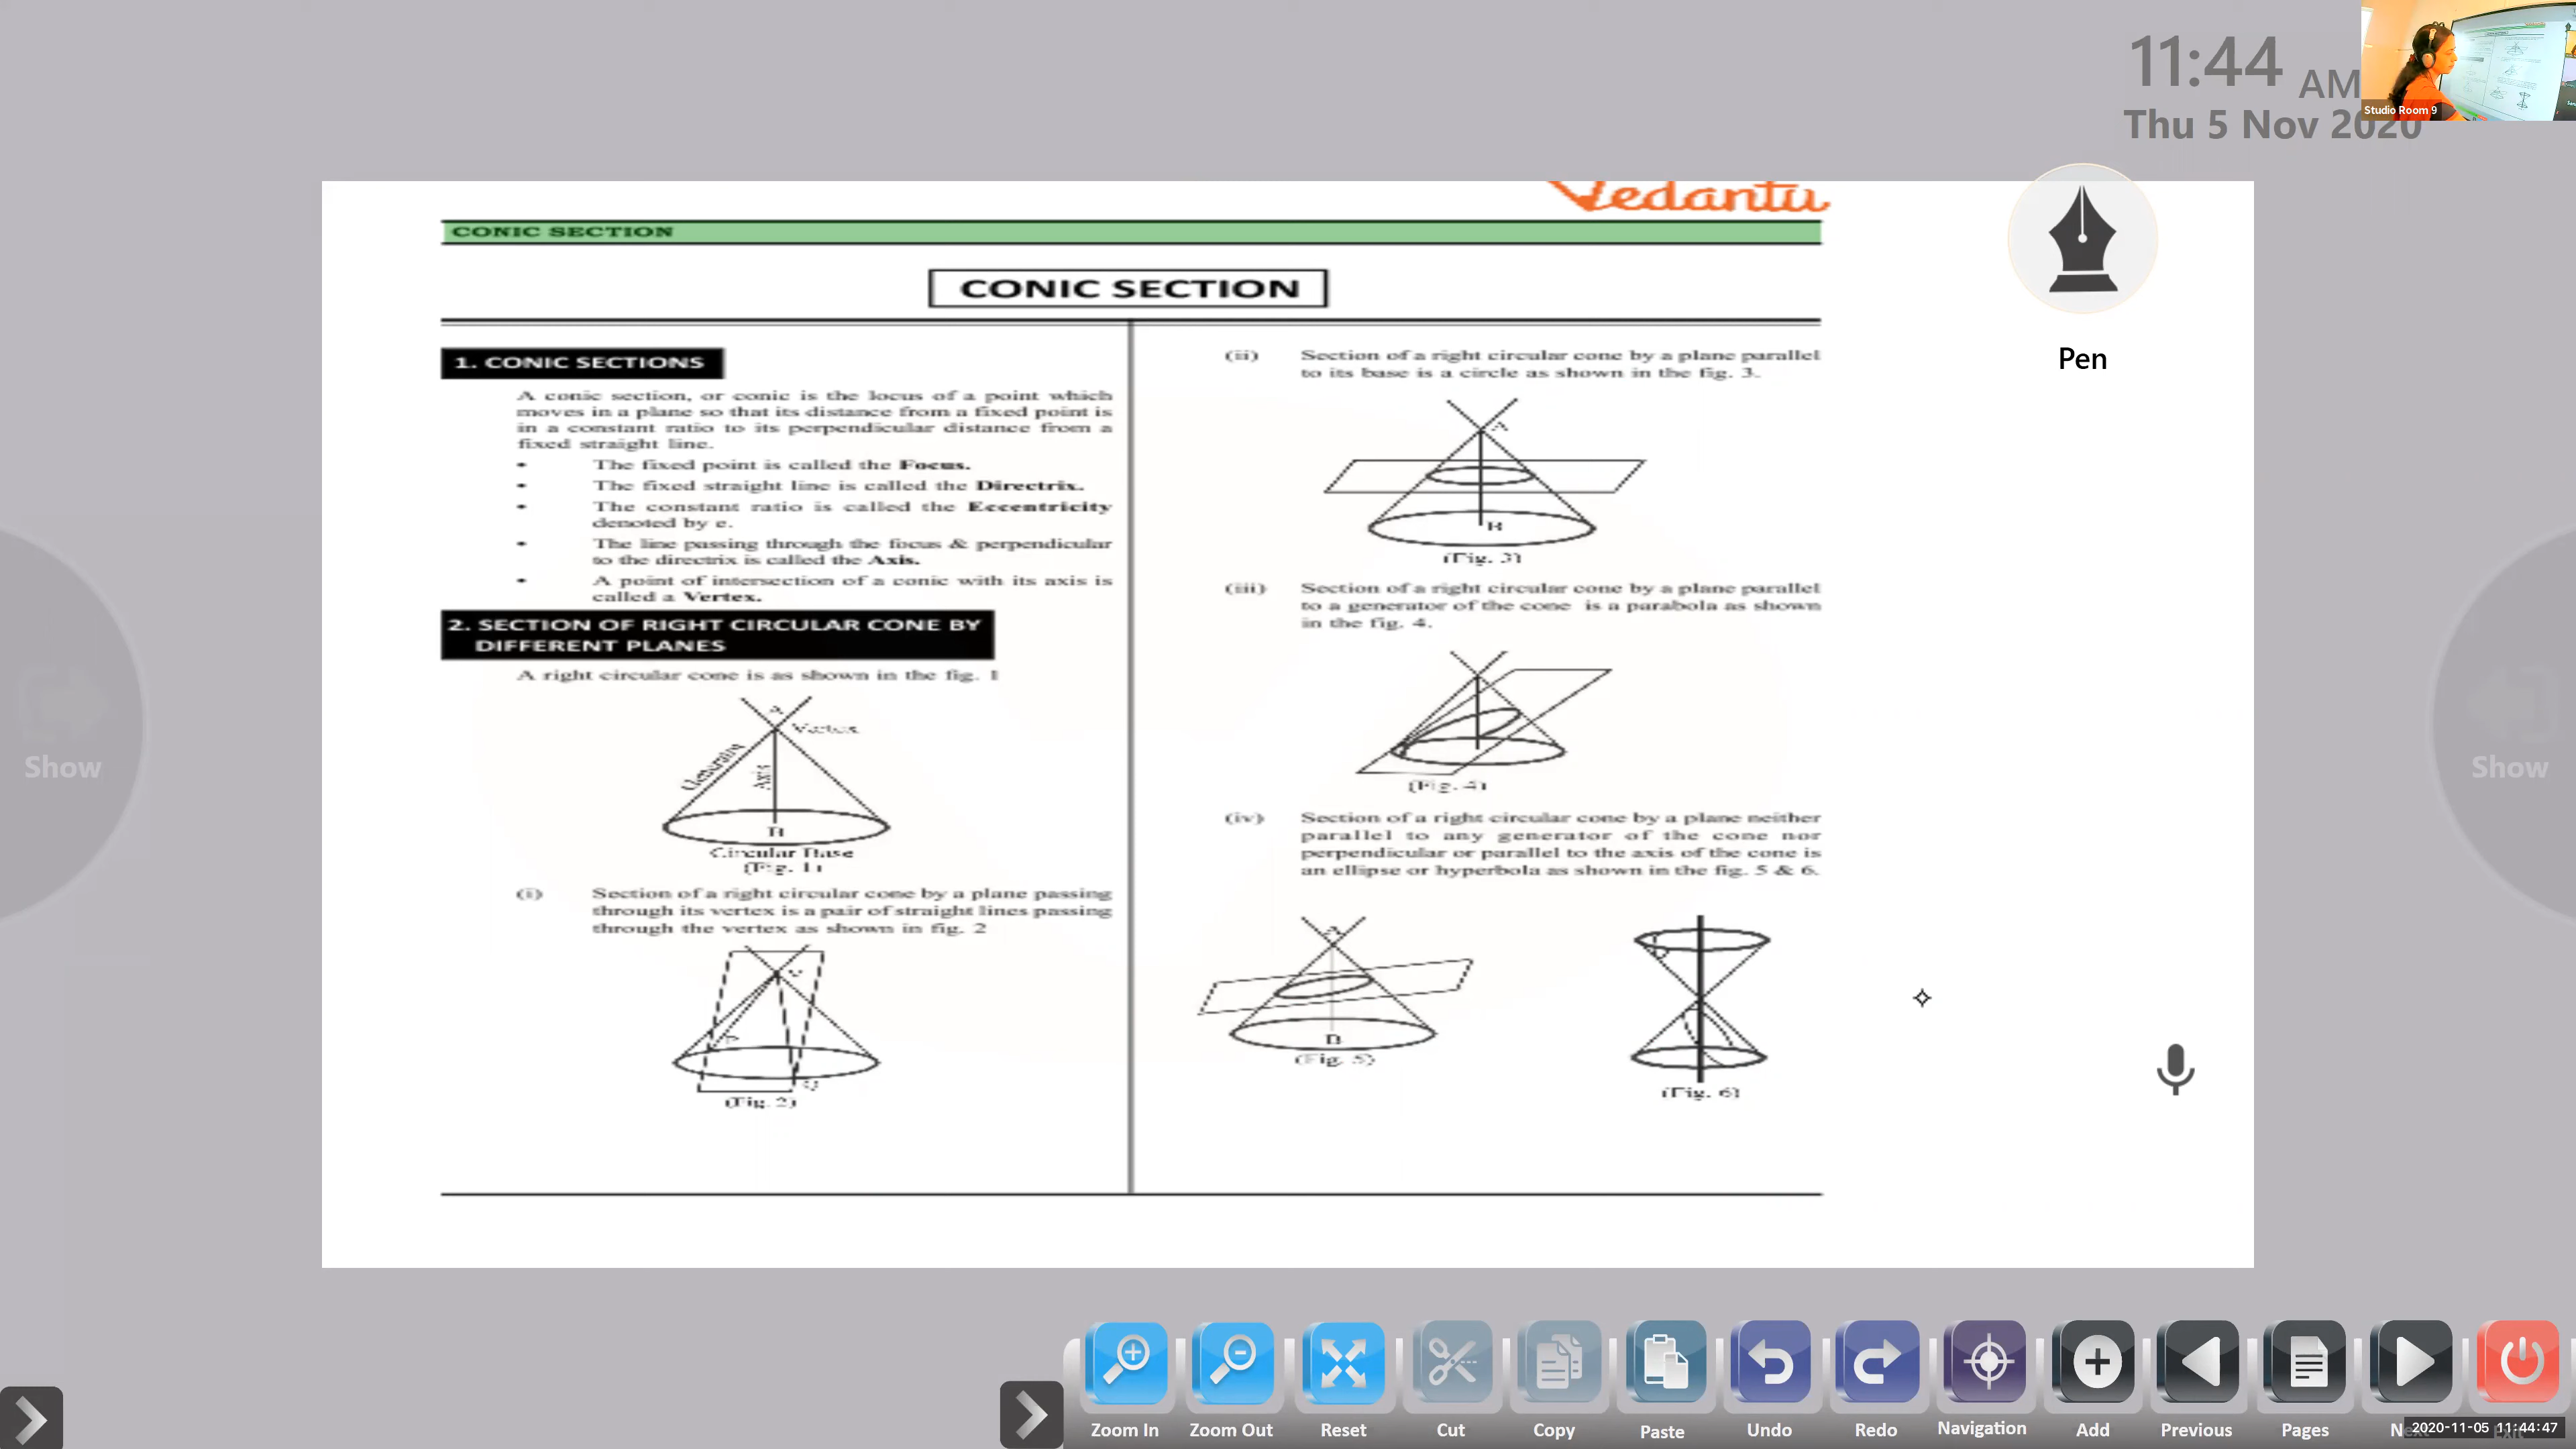 11:44 AM
Thu 5 Nov 2020
Studio Room 9
Vedantu
CONIC SECTION
CONIC SECTION
1. CONIC SECTIONS
A conic section, or conic is the locus of a point which
moves in a plane so that its distance from a fixed point is
in a constant ratio to its perpendicular distance from a
fixed straight line.
• The fixed point is called the Focus.
• The fixed straight line is called the Directrix.
• The constant ratio is called the Eccentricity
denoted by e.
• The line passing through the focus & perpendicular
to the directrix is called the Axis.
• A point of intersection of a conic with its axis is
called a Vertex.
2. SECTION OF RIGHT CIRCULAR CONE BY
DIFFERENT PLANES
A right circular cone is as shown in the fig. 1
A
Vertex
Generator
Axis
B
Circular Base
(Fig. 1)
(i) Section of a right circular cone by a plane passing
through its vertex is a pair of straight lines passing
through the vertex as shown in fig. 2
V
P
Q
(Fig. 2)
(ii) Section of a right circular cone by a plane parallel
to its base is a circle as shown in the fig. 3.
A
B
(Fig. 3)
(iii) Section of a right circular cone by a plane parallel
to a generator of the cone is a parabola as shown
in the fig. 4.
(Fig. 4)
(iv) Section of a right circular cone by a plane neither
parallel to any generator of the cone nor
perpendicular or parallel to the axis of the cone is
an ellipse or hyperbola as shown in the fig. 5 & 6.
A
B
(Fig. 5)
(Fig. 6)
Pen
Show
Show
Zoom In
Zoom Out
Reset
Cut
Copy
Paste
Undo
Redo
Navigation
Add
Previous
Pages
2020-11-05 11:44:47